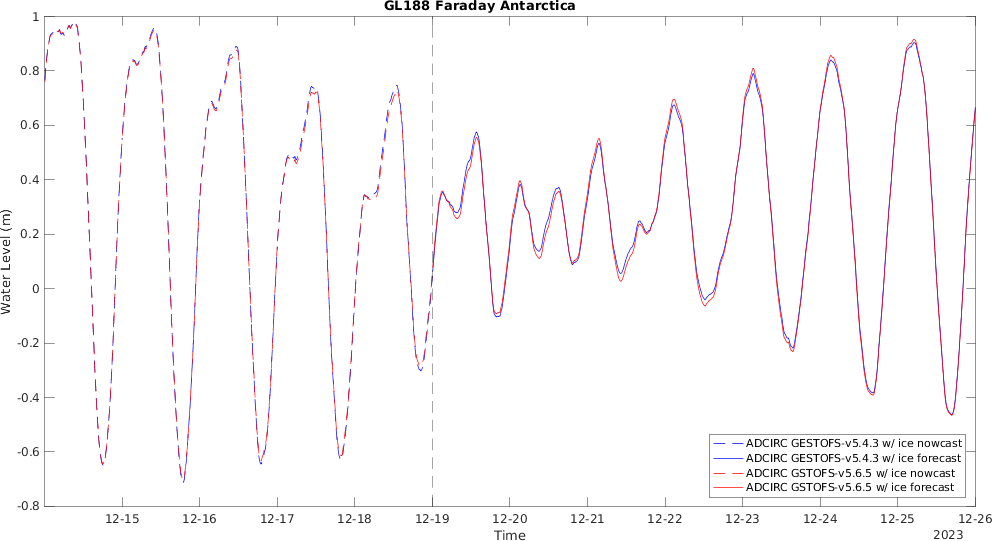 GL188 Faraday Antarctica
1
0.8
0.6
0.4
0.2
0
-0.2
-0.4
-0.6
-0.8
Water Level (m)
ADCIRC GESTOFS-v5.4.3 w/ ice nowcast
ADCIRC GESTOFS-v5.4.3 w/ ice forecast
ADCIRC GSTOFS-v5.6.5 w/ ice nowcast
ADCIRC GSTOFS-v5.6.5 w/ ice forecast
12-15 12-16 12-17 12-18 12-19 12-20 12-21 12-22 12-23 12-24 12-25 12-26
Time
2023